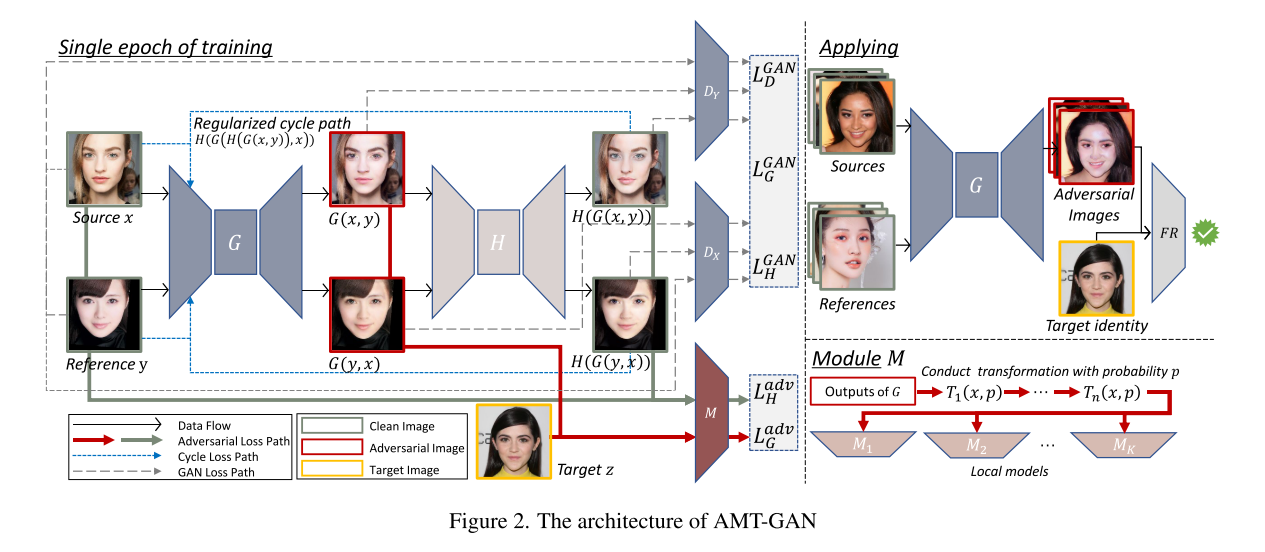 Single epoch of training
Regularized cycle path
H(G(H(G(x, y)), x))
Source x
G
G(x, y)
H
H(G(x, y))
Reference y
G(y, x)
H(G(y, x))
D_Y
D_X
M
L_D^{GAN}
L_G^{GAN}
L_H^{GAN}
L_H^{adv}
L_G^{adv}
Target z
Data Flow
Adversarial Loss Path
Cycle Loss Path
GAN Loss Path
Clean Image
Adversarial Image
Target Image
Applying
Sources
References
G
Adversarial
Images
Target identity
FR
Module M
Conduct transformation with probability p
Outputs of G
T_1(x, p)
⋯
T_n(x, p)
M_1
M_2
⋯
M_K
Local models
Figure 2. The architecture of AMT-GAN